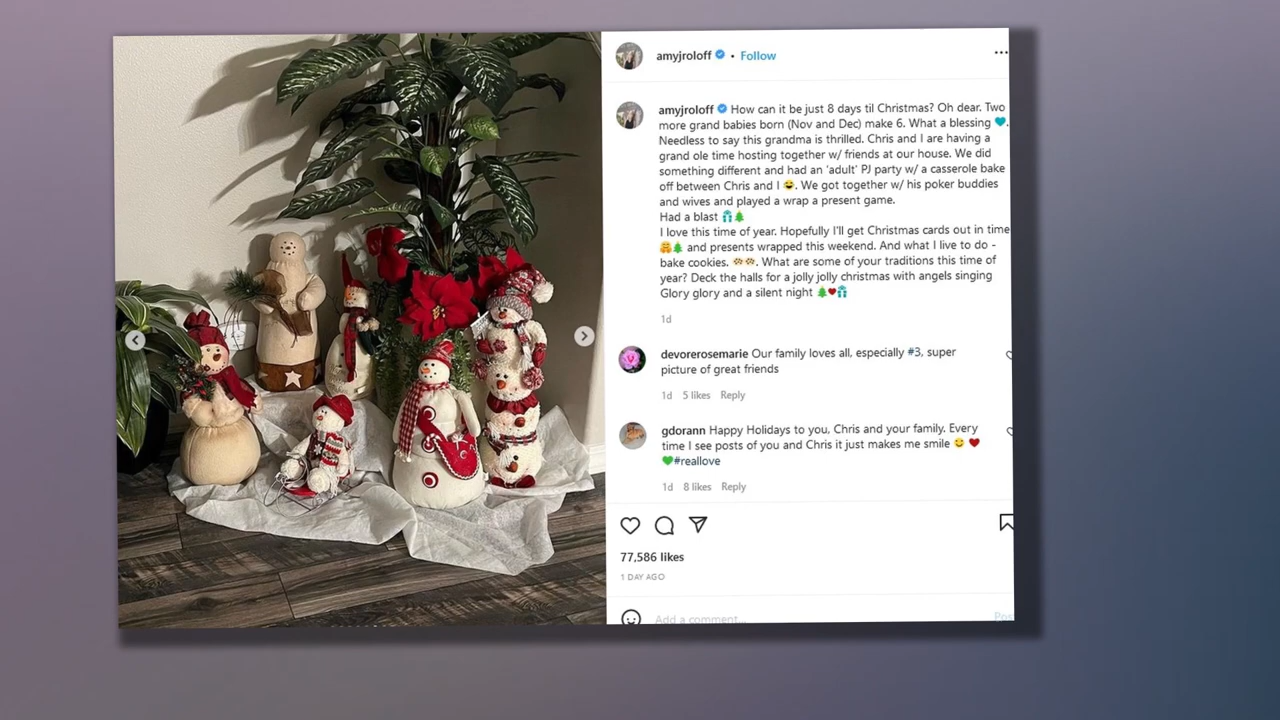 amyjroloff • Follow
amyjroloff How can it be just 8 days til Christmas? Oh dear. Two
more grand babies born (Nov and Dec) make 6. What a blessing 🩵.
Needless to say this grandma is thrilled. Chris and I are having a
grand ole time hosting together w/ friends at our house. We did
something different and had an 'adult' PJ party w/ a casserole bake
off between Chris and I 😂. We got together w/ his poker buddies
and wives and played a wrap a present game.
Had a blast
I love this time of year. Hopefully I'll get Christmas cards out in time
🤗🎄 and presents wrapped this weekend. And what I live to do -
bake cookies. 🍪🍪. What are some of your traditions this time of
year? Deck the halls for a jolly jolly christmas with angels singing
Glory glory and a silent night
1d
devorerosemarie Our family loves all, especially #3, super
picture of great friends
1d 5 likes Reply
gdorann Happy Holidays to you, Chris and your family. Every
time I see posts of you and Chris it just makes me smile 😊 ❤️
💚#reallove
1d 8 likes Reply
77,586 likes
1 DAY AGO
Add a comment...
Pos